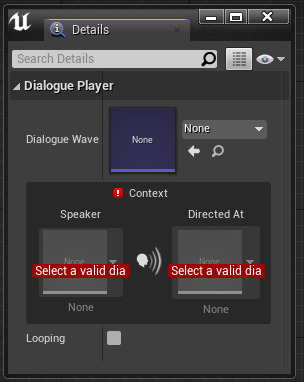 Details
Search Details
Dialogue Player
Dialogue Wave
None
None
Context
Speaker
Directed At
None
None
Select a valid dia
Select a valid dia
None
None
Looping